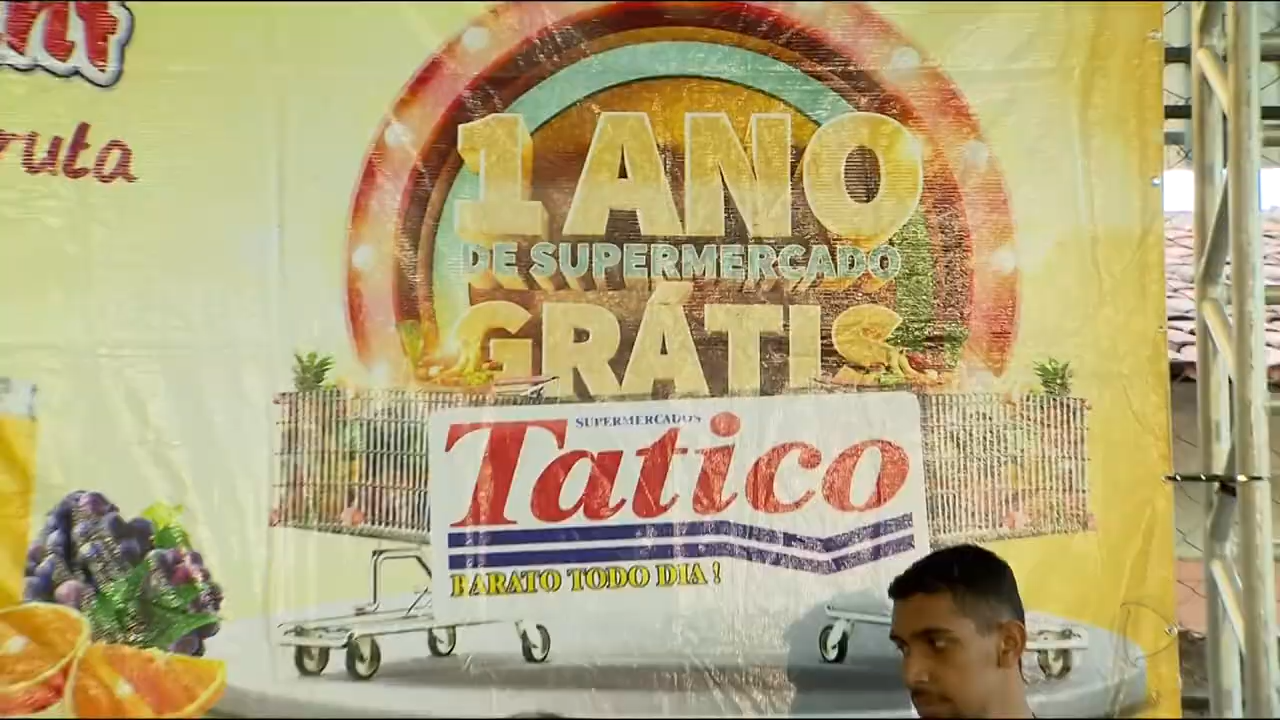 ruta
1 ANO
DE SUPERMERCADO
GRÁTIS
SUPERMERCADOS
Tatico
BARATO TODO DIA !